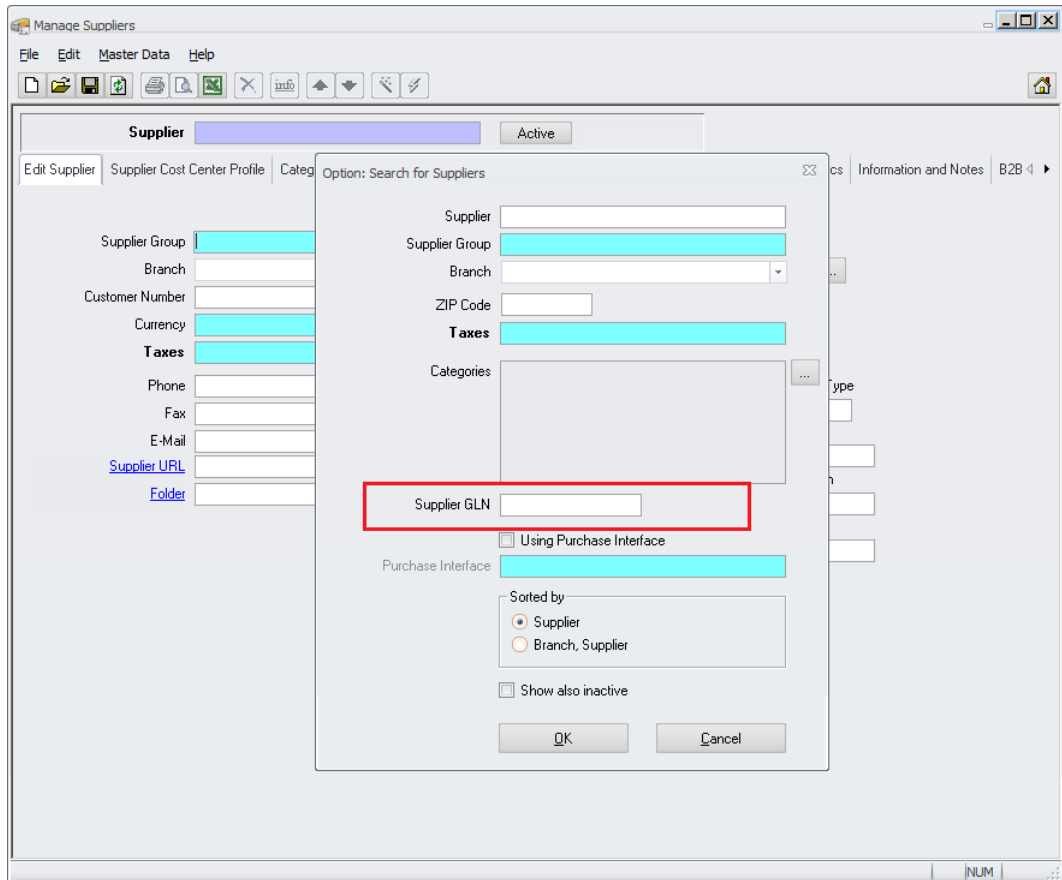 Manage Suppliers
File Edit Master Data Help
info
Supplier Active
Edit Supplier Supplier Cost Center Profile Categ cs Information and Notes B2B
Option: Search for Suppliers
Supplier
Supplier Group
Branch
ZIP Code
Taxes
Categories ...
Supplier GLN
Using Purchase Interface
Purchase Interface
Sorted by
Supplier
Branch, Supplier
Show also inactive
OK Cancel
Supplier Group
Branch
Customer Number
Currency
Taxes
Phone
Fax
E-Mail
Supplier URL
Folder
..
Type
NUM